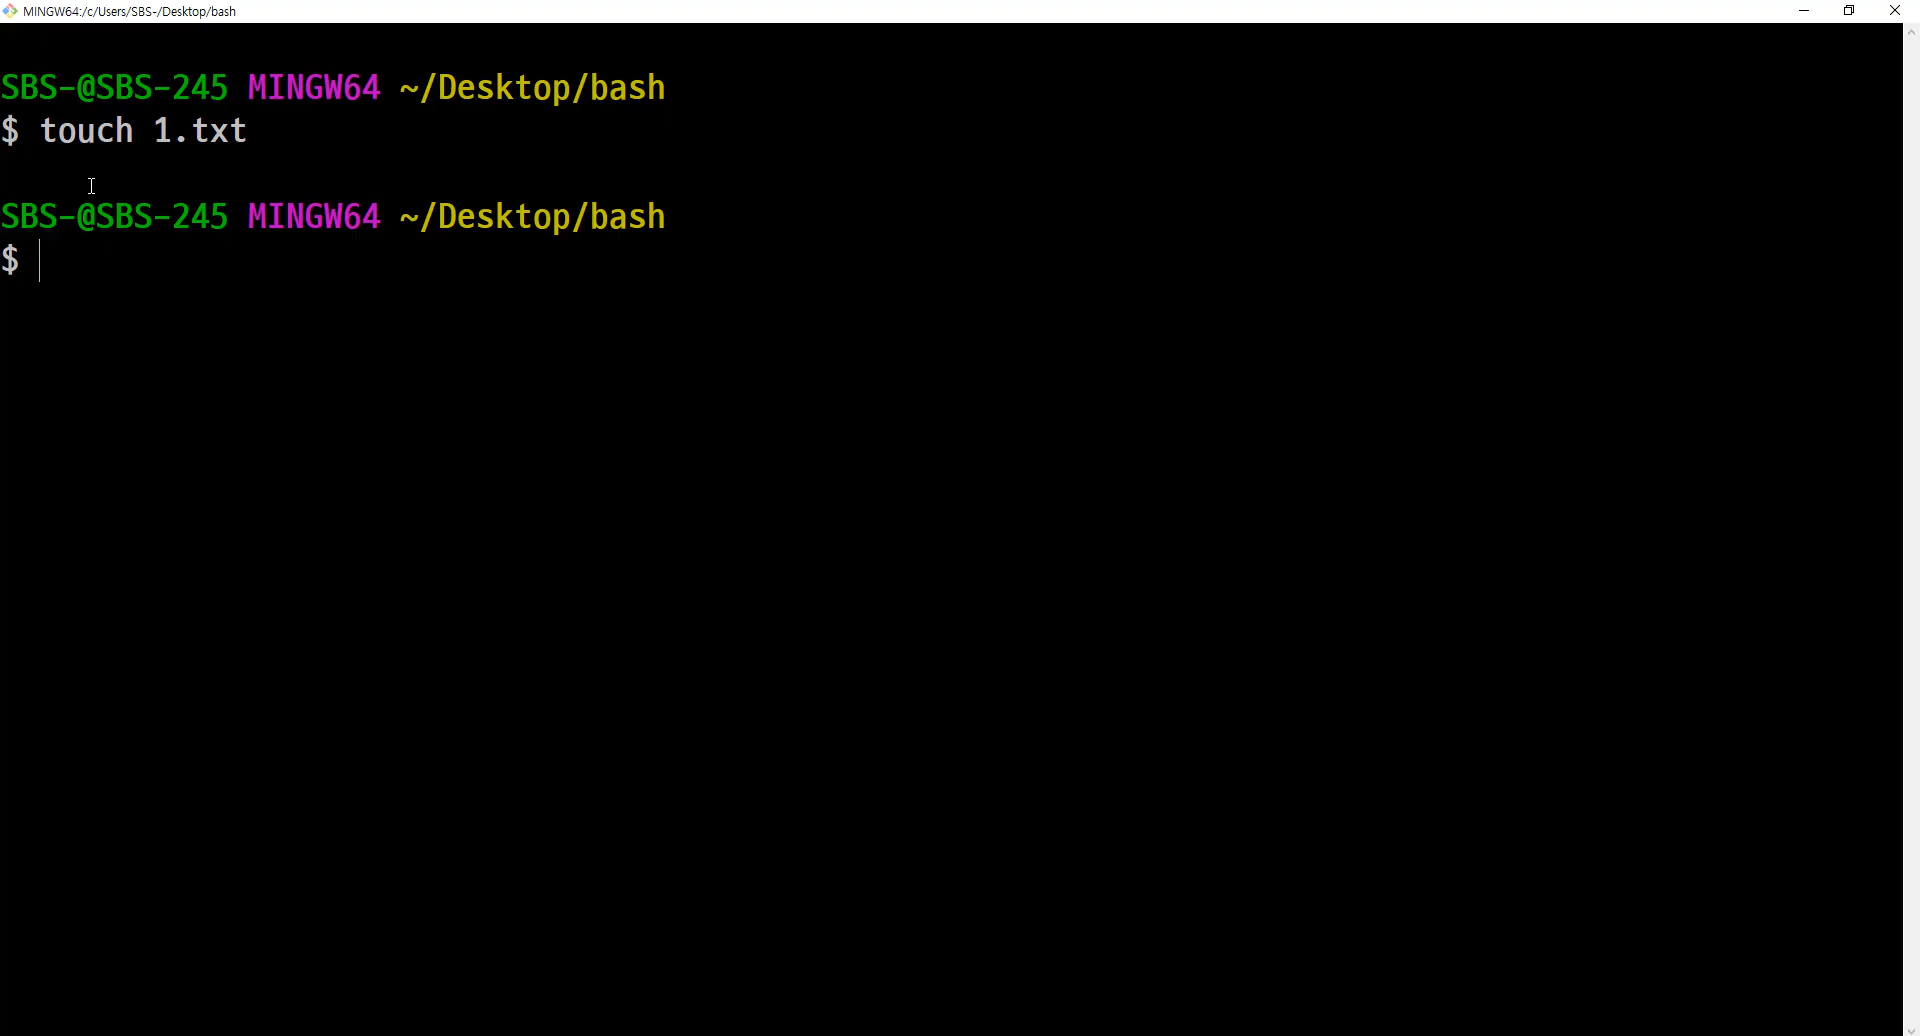 MINGW64:/c/Users/SBS-/Desktop/bash
SBS-@SBS-245 MINGW64 ~/Desktop/bash
$ touch 1.txt
SBS-@SBS-245 MINGW64 ~/Desktop/bash
$